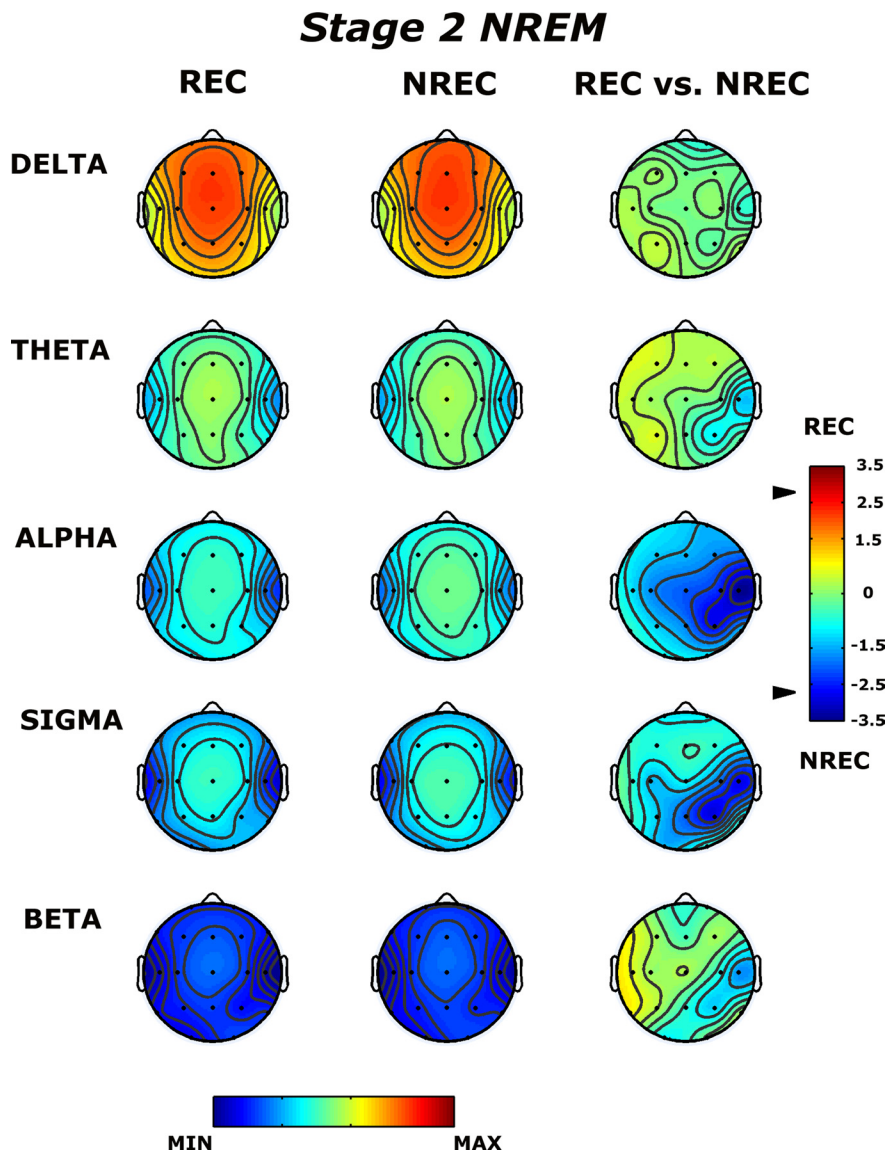 Stage 2 NREM
REC
NREC
REC vs. NREC
DELTA
THETA
ALPHA
SIGMA
BETA
REC
3.5
2.5
1.5
0
-1.5
-2.5
-3.5
NREC
MIN
MAX